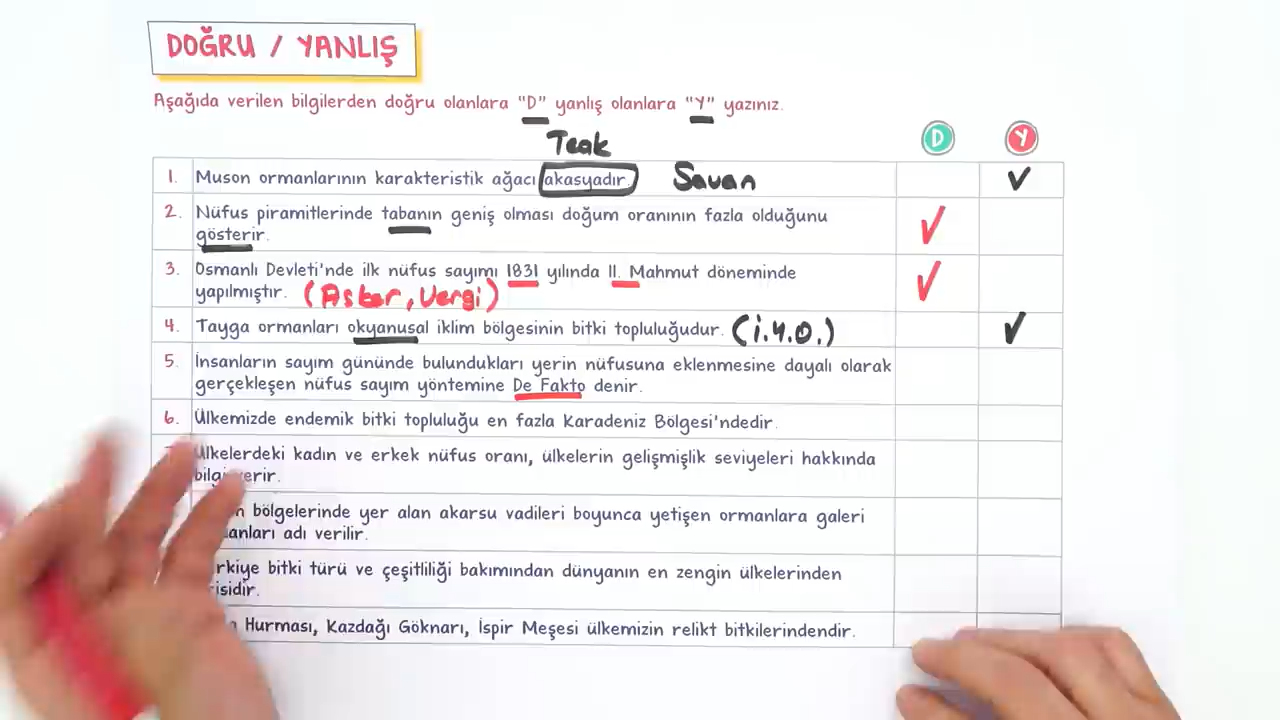 DOĞRU / YANLIŞ
Aşağıda verilen bilgilerden doğru olanlara "D" yanlış olanlara "Y" yazınız.
Teak
D Y
1. Muson ormanlarının karakteristik ağacı akasyadır. Savan ✓
2. Nüfus piramitlerinde tabanın geniş olması doğum oranının fazla olduğunu ✓
gösterir.
3. Osmanlı Devleti'nde ilk nüfus sayımı 1831 yılında II. Mahmut döneminde ✓
yapılmıştır. (Asker, Vergi)
4. Tayga ormanları okyanusal iklim bölgesinin bitki topluluğudur. (İ.Y.O.) ✓
5. İnsanların sayım gününde bulundukları yerin nüfusuna eklenmesine dayalı olarak
gerçekleşen nüfus sayım yöntemine De Fakto denir.
6. Ülkemizde endemik bitki topluluğu en fazla Karadeniz Bölgesi'ndedir.
Ülkelerdeki kadın ve erkek nüfus oranı, ülkelerin gelişmişlik seviyeleri hakkında
bilgi verir.
bölgelerinde yer alan akarsu vadileri boyunca yetişen ormanlara galeri
adı verilir.
bitki türü ve çeşitliliği bakımından dünyanın en zengin ülkelerinden
Hurması, Kazdağı Göknarı, İspir Meşesi ülkemizin relikt bitkilerindendir.